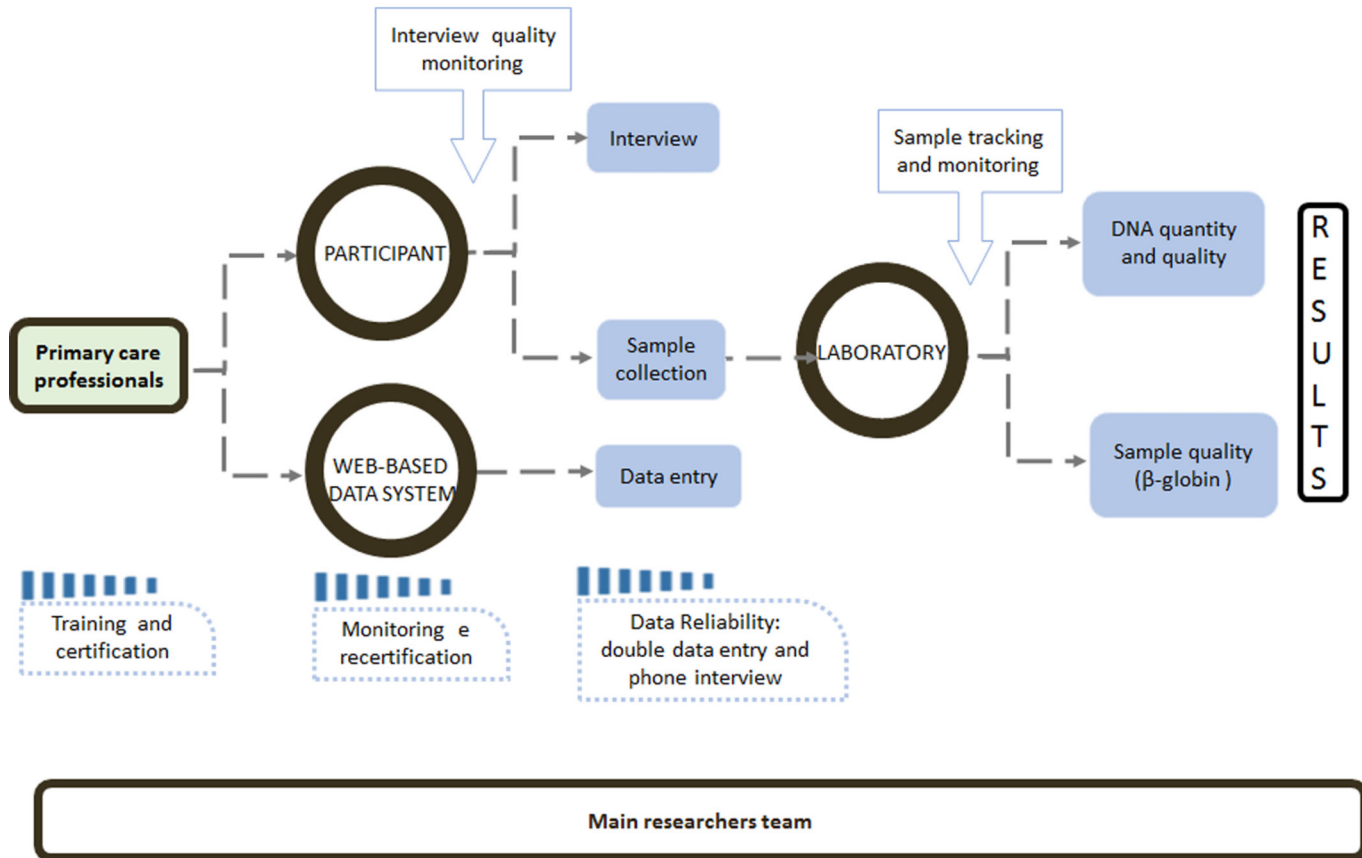 Interview quality
monitoring
Interview
Sample tracking
and monitoring
DNA quantity
and quality
PARTICIPANT
Primary care
professionals
Sample
collection
LABORATORY
WEB-BASED
DATA SYSTEM
Data entry
Sample quality
(β-globin )
R
E
S
U
L
T
S
Training and
certification
Monitoring e
recertification
Data Reliability:
double data entry and
phone interview
Main researchers team